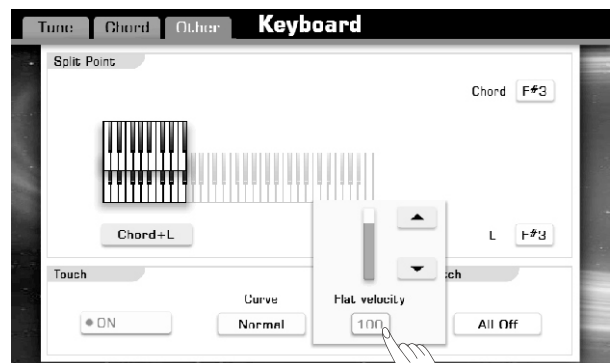 Tune Chord Other Keyboard
Split Point
Chord F#3
Chord+L
L F#3
Touch
Curve Flat velocity
ON Normal 100 All Off